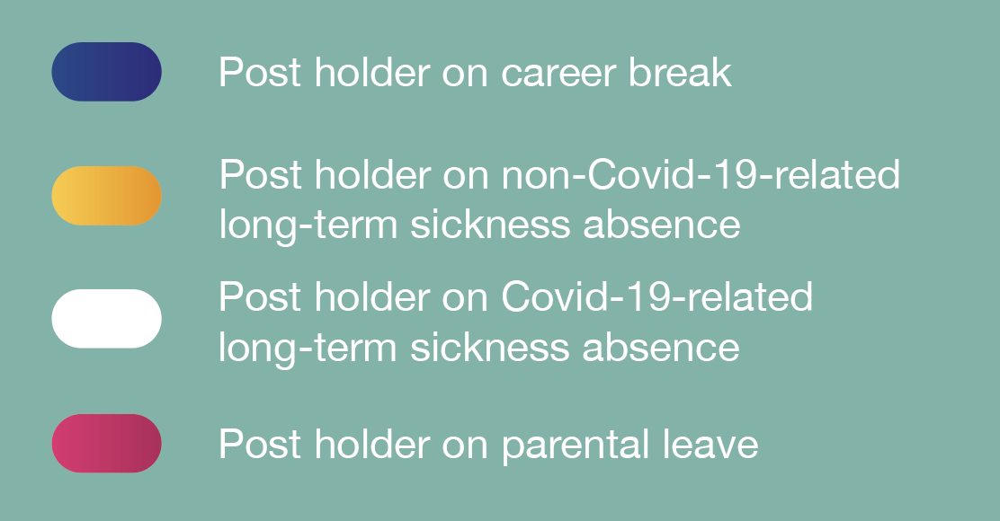 Post holder on career break
Post holder on non-Covid-19-related
long-term sickness absence
Post holder on Covid-19-related
long-term sickness absence
Post holder on parental leave